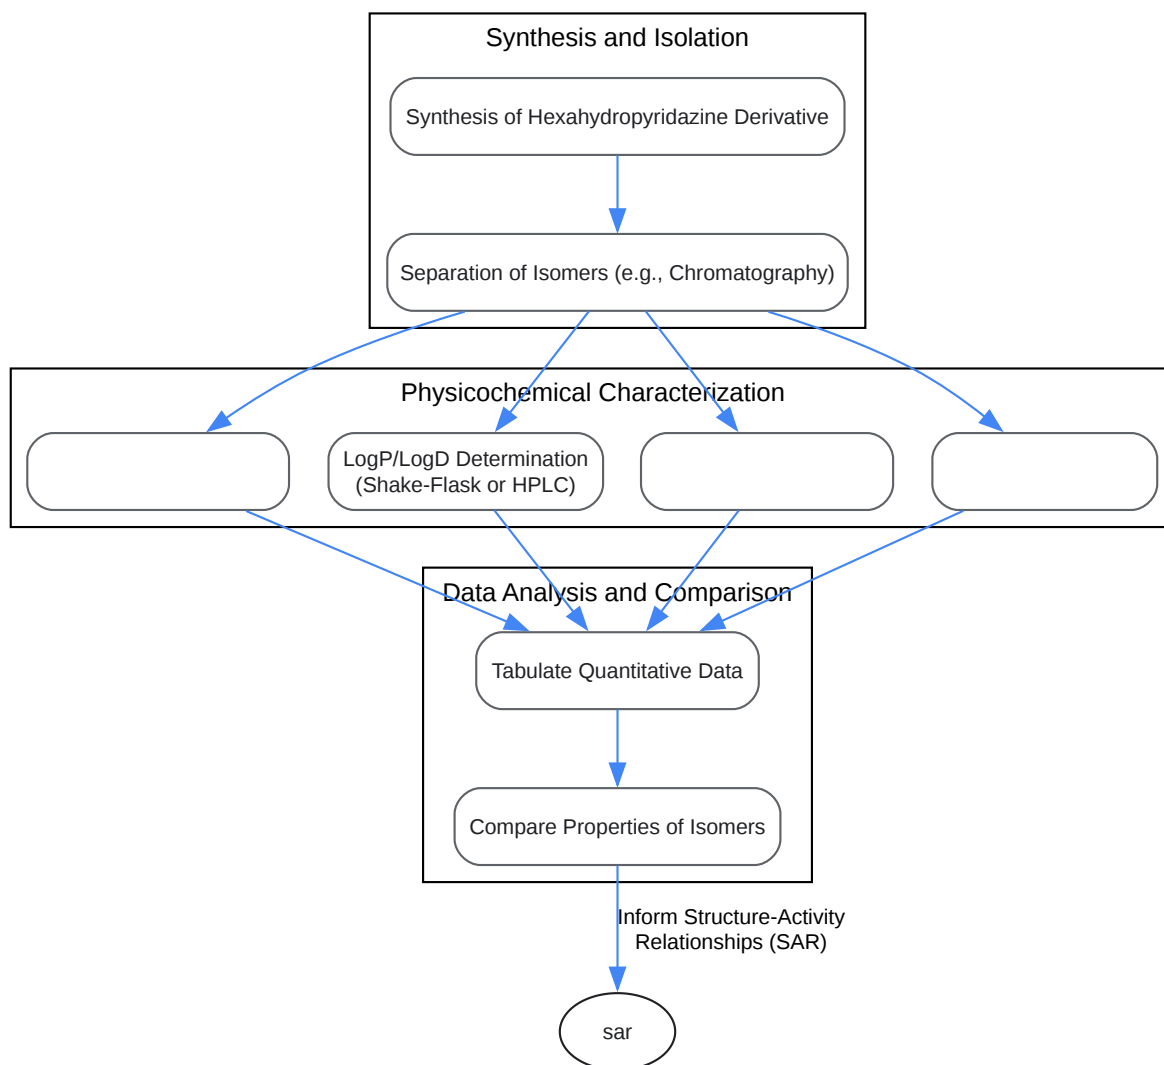 Synthesis and Isolation
Synthesis of Hexahydropyridazine Derivative
Separation of Isomers (e.g., Chromatography)
Physicochemical Characterization
LogP/LogD Determination
(Shake-Flask or HPLC)
Data Analysis and Comparison
Tabulate Quantitative Data
Compare Properties of Isomers
Inform Structure-Activity
Relationships (SAR)
sar